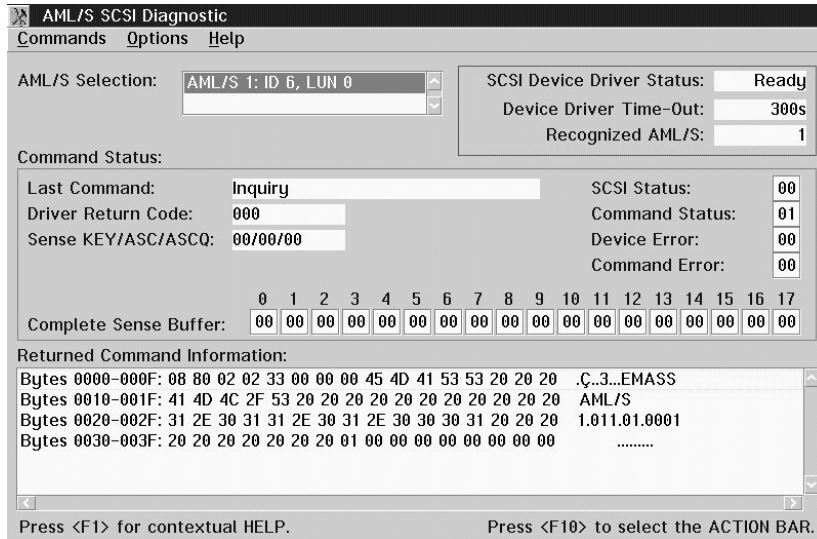 AML/S SCSI Diagnostic
Commands Options Help
AML/S Selection: AML/S 1: ID 6, LUN 0
SCSI Device Driver Status: Ready
Device Driver Time-Out: 300s
Recognized AML/S: 1
Command Status:
Last Command: Inquiry SCSI Status: 00
Driver Return Code: 000 Command Status: 01
Sense KEY/ASC/ASCQ: 00/00/00 Device Error: 00
Command Error: 00
0 1 2 3 4 5 6 7 8 9 10 11 12 13 14 15 16 17
Complete Sense Buffer: 00 00 00 00 00 00 00 00 00 00 00 00 00 00 00 00 00 00
Returned Command Information:
Bytes 0000-000F: 08 80 02 02 33 00 00 00 45 4D 41 53 53 20 20 20 .Ç..3...EMASS
Bytes 0010-001F: 41 4D 4C 2F 53 20 20 20 20 20 20 20 20 20 20 20 AML/S
Bytes 0020-002F: 31 2E 30 31 31 2E 30 31 2E 30 30 30 31 20 20 20 1.011.01.0001
Bytes 0030-003F: 20 20 20 20 20 20 20 01 00 00 00 00 00 00 00 00 .........
Press <F1> for contextual HELP. Press <F10> to select the ACTION BAR.